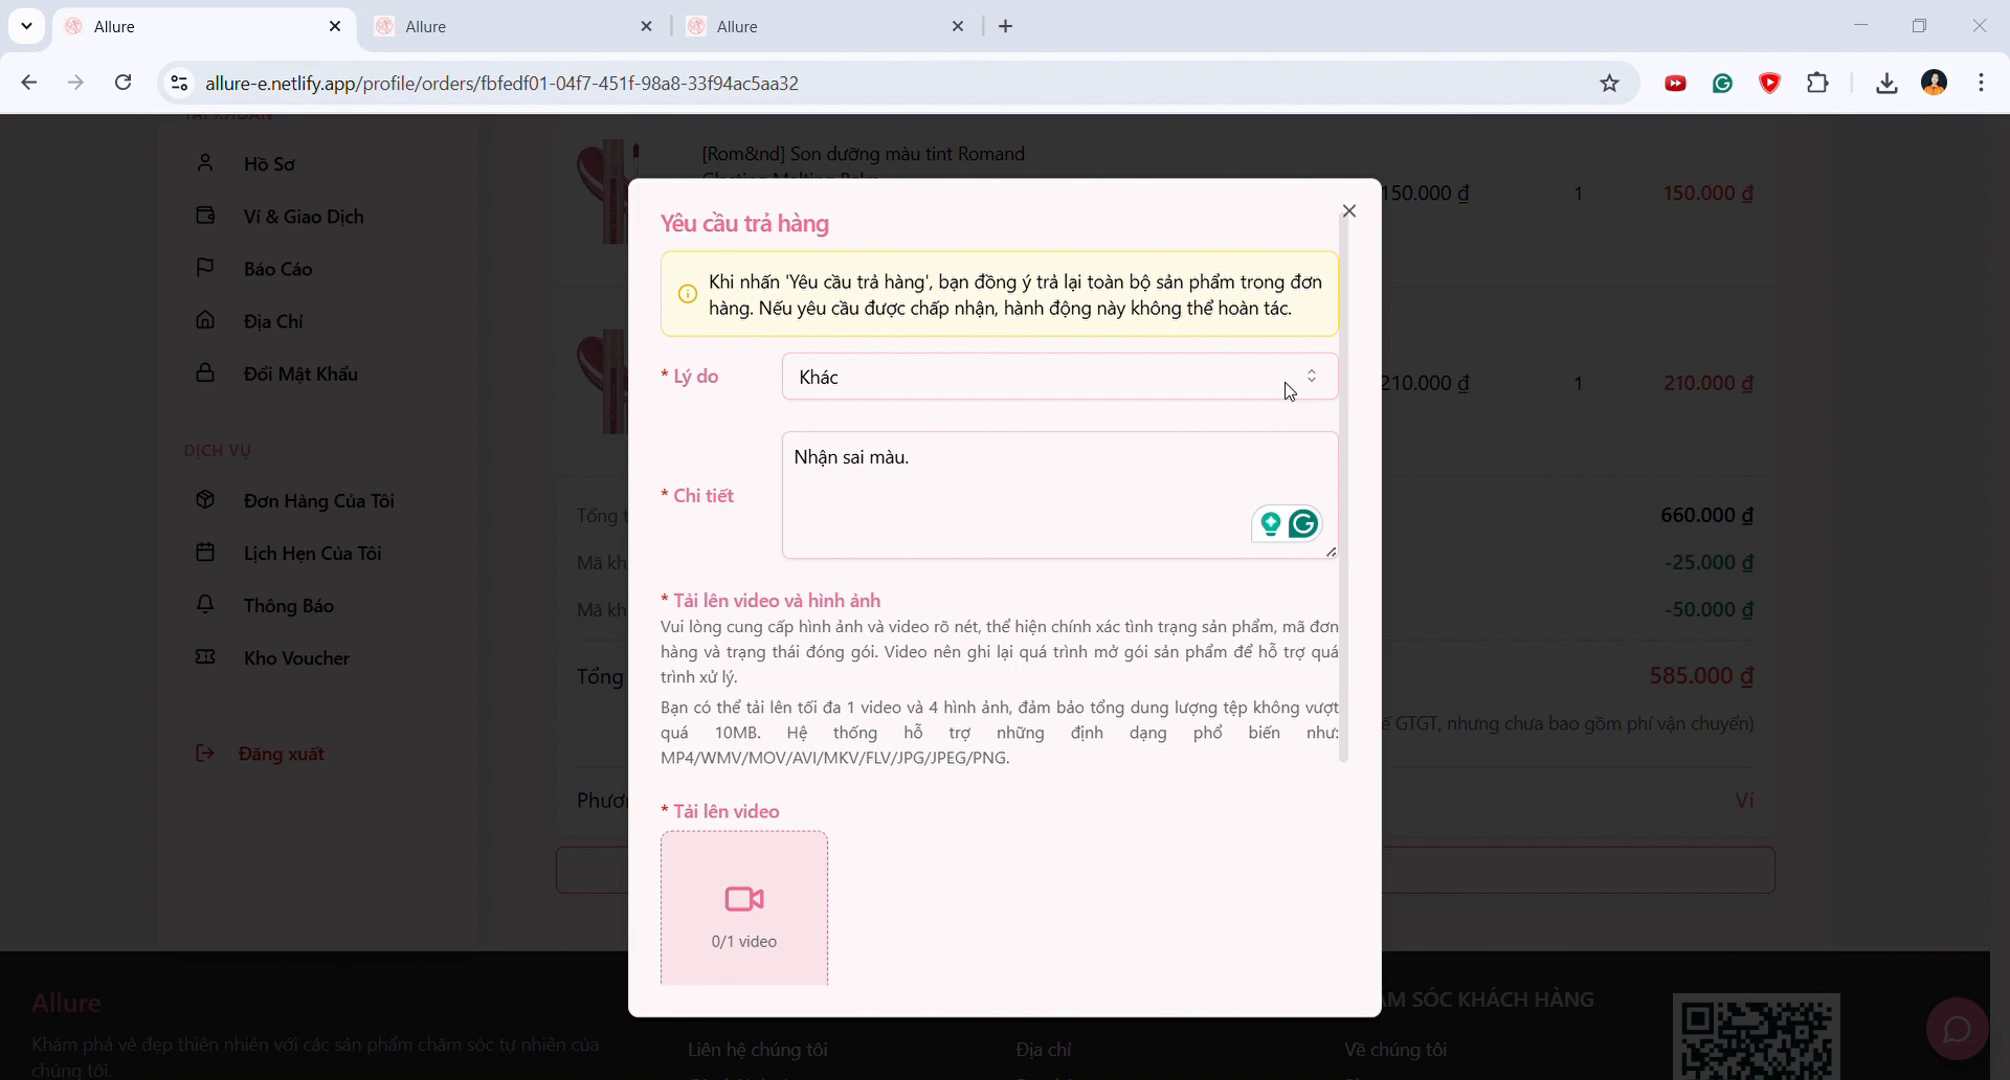 Allure
Allure
Allure
allure-e.netlify.app/profile/orders/fbfedf01-04f7-451f-98a8-33f94ac5aa32
TÀI KHOẢN
Hồ Sơ
Ví & Giao Dịch
Báo Cáo
Địa Chỉ
Đổi Mật Khẩu
DỊCH VỤ
Đơn Hàng Của Tôi
Lịch Hẹn Của Tôi
Thông Báo
Kho Voucher
Đăng xuất
[Rom&nd] Son dưỡng màu tint Romand
150.000 ₫ 1 150.000 ₫
210.000 ₫ 1 210.000 ₫
Yêu cầu trả hàng
Khi nhấn 'Yêu cầu trả hàng', bạn đồng ý trả lại toàn bộ sản phẩm trong đơn
hàng. Nếu yêu cầu được chấp nhận, hành động này không thể hoàn tác.
* Lý do
Khác
* Chi tiết
Nhận sai màu.
* Tải lên video và hình ảnh
Vui lòng cung cấp hình ảnh và video rõ nét, thể hiện chính xác tình trạng sản phẩm, mã đơn
hàng và trạng thái đóng gói. Video nên ghi lại quá trình mở gói sản phẩm để hỗ trợ quá
trình xử lý.
Bạn có thể tải lên tối đa 1 video và 4 hình ảnh, đảm bảo tổng dung lượng tệp không vượt
quá 10MB. Hệ thống hỗ trợ những định dạng phổ biến như:
MP4/WMV/MOV/AVI/MKV/FLV/JPG/JPEG/PNG.
* Tải lên video
0/1 video
Tổng
660.000 ₫
Mã kh
-25.000 ₫
Mã kh
-50.000 ₫
Tổng
585.000 ₫
GTGT, nhưng chưa bao gồm phí vận chuyển)
Phươ
Ví
Allure
Khám phá vẻ đẹp thiên nhiên với các sản phẩm chăm sóc tự nhiên của
chúng tôi.
Liên hệ chúng tôi
Địa chỉ
SÓC KHÁCH HÀNG
Về chúng tôi